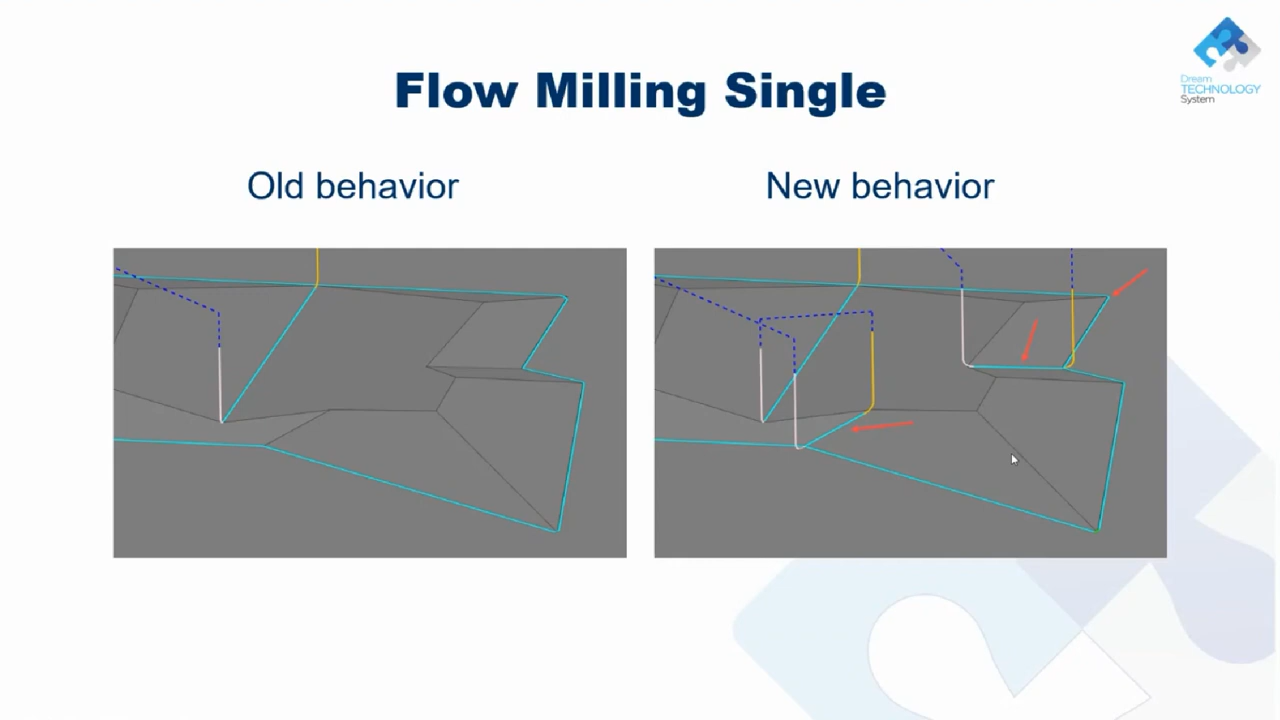 Dream
TECHNOLOGY
System
Flow Milling Single
Old behavior
New behavior